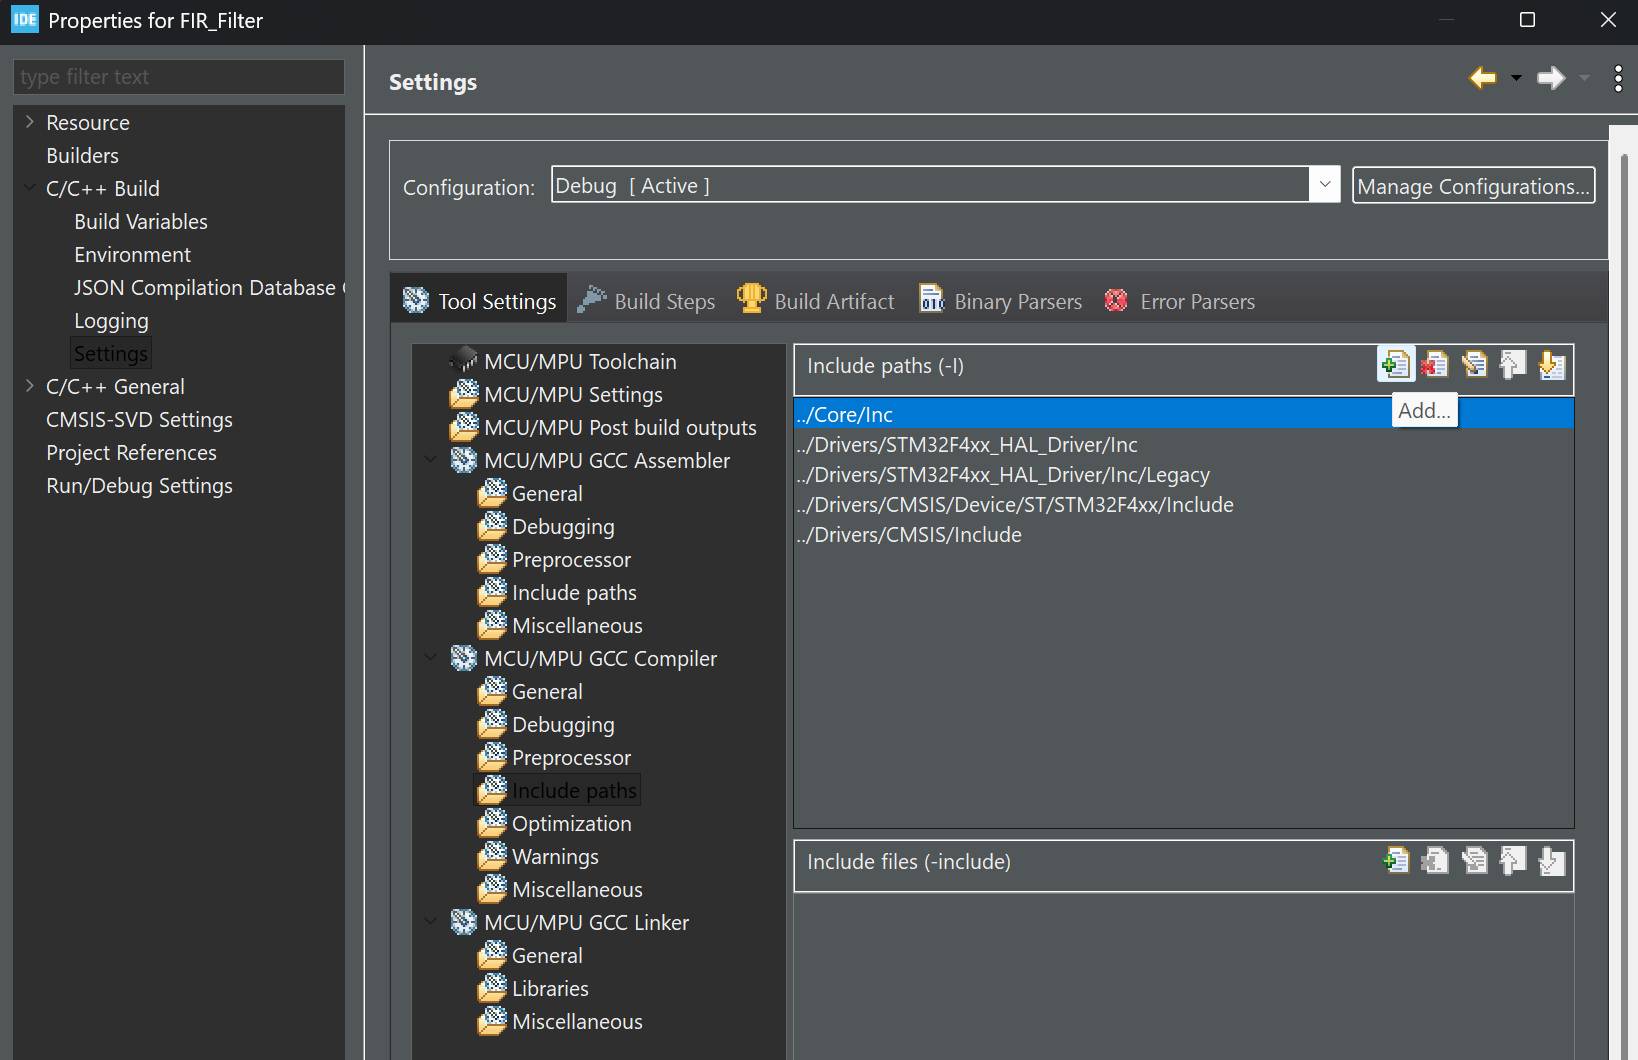 IDE Properties for FIR_Filter
type filter text
Resource
Builders
C/C++ Build
Build Variables
Environment
JSON Compilation Database
Logging
Settings
C/C++ General
CMSIS-SVD Settings
Project References
Run/Debug Settings
Settings
Configuration:
Debug [ Active ]
Manage Configurations...
Tool Settings
Build Steps
Build Artifact
010
Binary Parsers
Error Parsers
MCU/MPU Toolchain
MCU/MPU Settings
MCU/MPU Post build outputs
MCU/MPU GCC Assembler
General
Debugging
Preprocessor
Include paths
Miscellaneous
MCU/MPU GCC Compiler
General
Debugging
Preprocessor
Include paths
Optimization
Warnings
Miscellaneous
MCU/MPU GCC Linker
General
Libraries
Miscellaneous
Include paths (-I)
Add...
../Core/Inc
../Drivers/STM32F4xx_HAL_Driver/Inc
../Drivers/STM32F4xx_HAL_Driver/Inc/Legacy
../Drivers/CMSIS/Device/ST/STM32F4xx/Include
../Drivers/CMSIS/Include
Include files (-include)